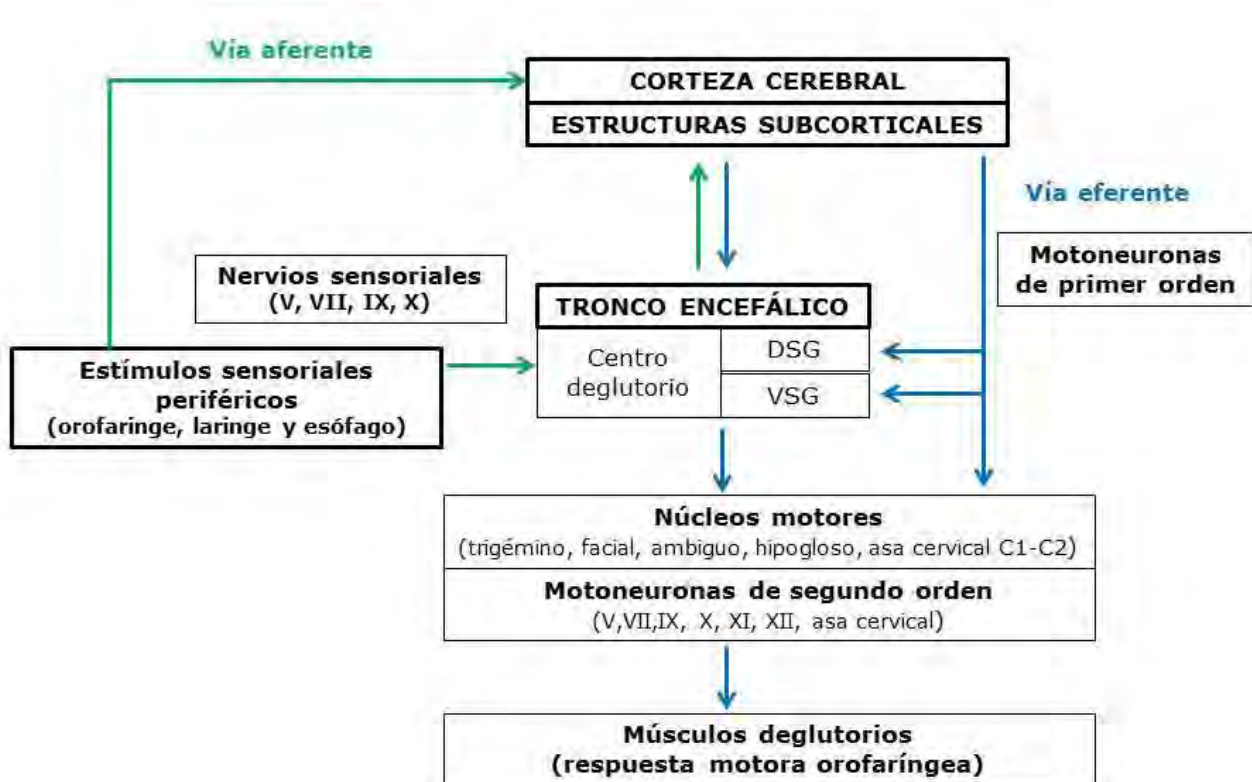 Vía aferente
CORTEZA CEREBRAL
ESTRUCTURAS SUBCORTICALES
Vía eferente
Motoneuronas
de primer orden
Nervios sensoriales
(V, VII, IX, X)
TRONCO ENCEFÁLICO
Centro
deglutorio
DSG
VSG
Estímulos sensoriales
periféricos
(orofaringe, laringe y esófago)
Núcleos motores
(trigémino, facial, ambiguo, hipogloso, asa cervical C1-C2)
Motoneuronas de segundo orden
(V,VII,IX, X, XI, XII, asa cervical)
Músculos deglutorios
(respuesta motora orofaríngea)